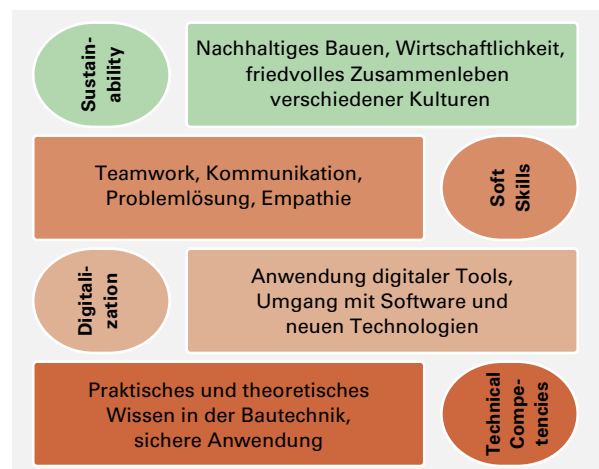 Sustain-
ability
Nachhaltiges Bauen, Wirtschaftlichkeit,
friedvolles Zusammenleben
verschiedener Kulturen
Teamwork, Kommunikation,
Problemlösung, Empathie
Soft
Skills
Digitali-
zation
Anwendung digitaler Tools,
Umgang mit Software und
neuen Technologien
Praktisches und theoretisches
Wissen in der Bautechnik,
sichere Anwendung
Technical
Compe-
tencies